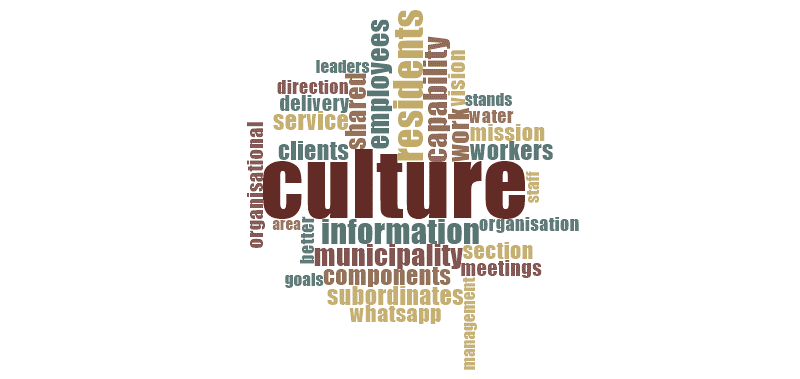 leaders
employees
residents
capability
vision
direction
shared
delivery
stands
service
work
water
mission
clients
workers
organisational
culture
staff
area
better
information
organisation
municipality
section
meetings
goals
components
subordinates
management
whatsapp